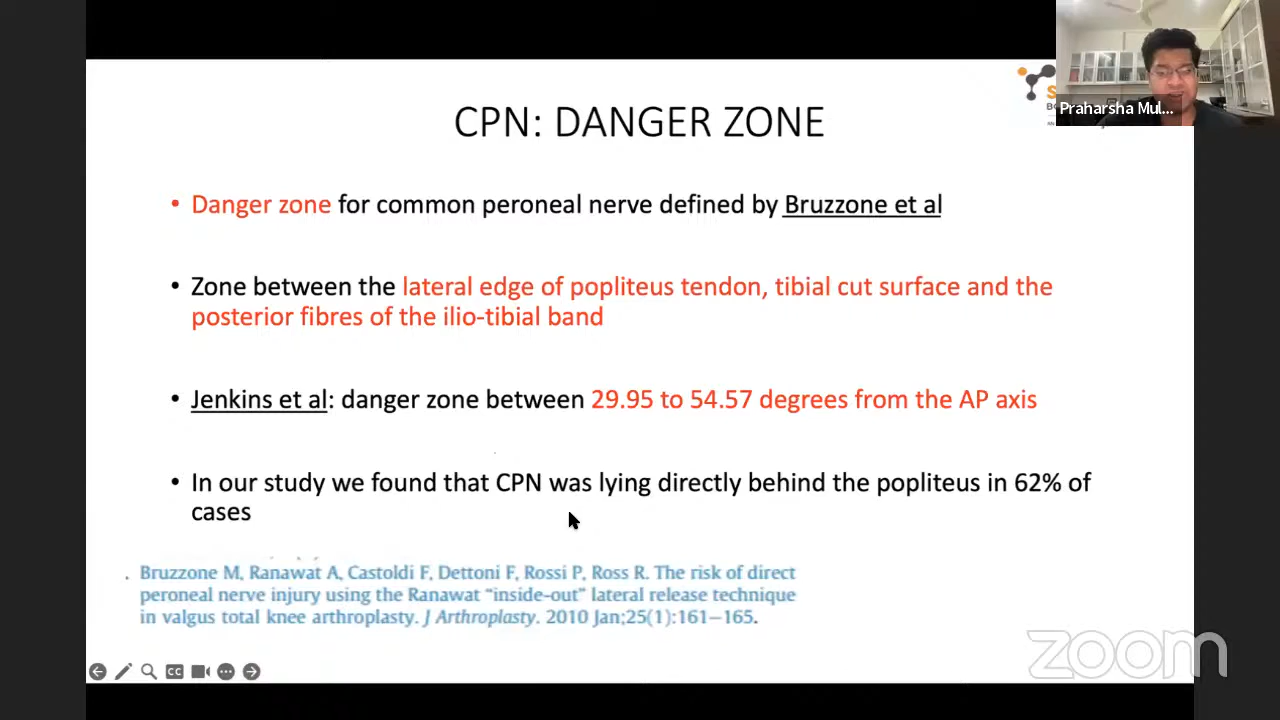 Praharsha Mul...
CPN: DANGER ZONE
• Danger zone for common peroneal nerve defined by Bruzzone et al
• Zone between the lateral edge of popliteus tendon, tibial cut surface and the
posterior fibres of the ilio-tibial band
• Jenkins et al: danger zone between 29.95 to 54.57 degrees from the AP axis
• In our study we found that CPN was lying directly behind the popliteus in 62% of
cases
. Bruzzone M, Ranawat A, Castoldi F, Dettoni F, Rossi P, Ross R. The risk of direct
peroneal nerve injury using the Ranawat “inside-out” lateral release technique
in valgus total knee arthroplasty. J Arthroplasty. 2010 Jan;25(1):161–165.
zoom
CC